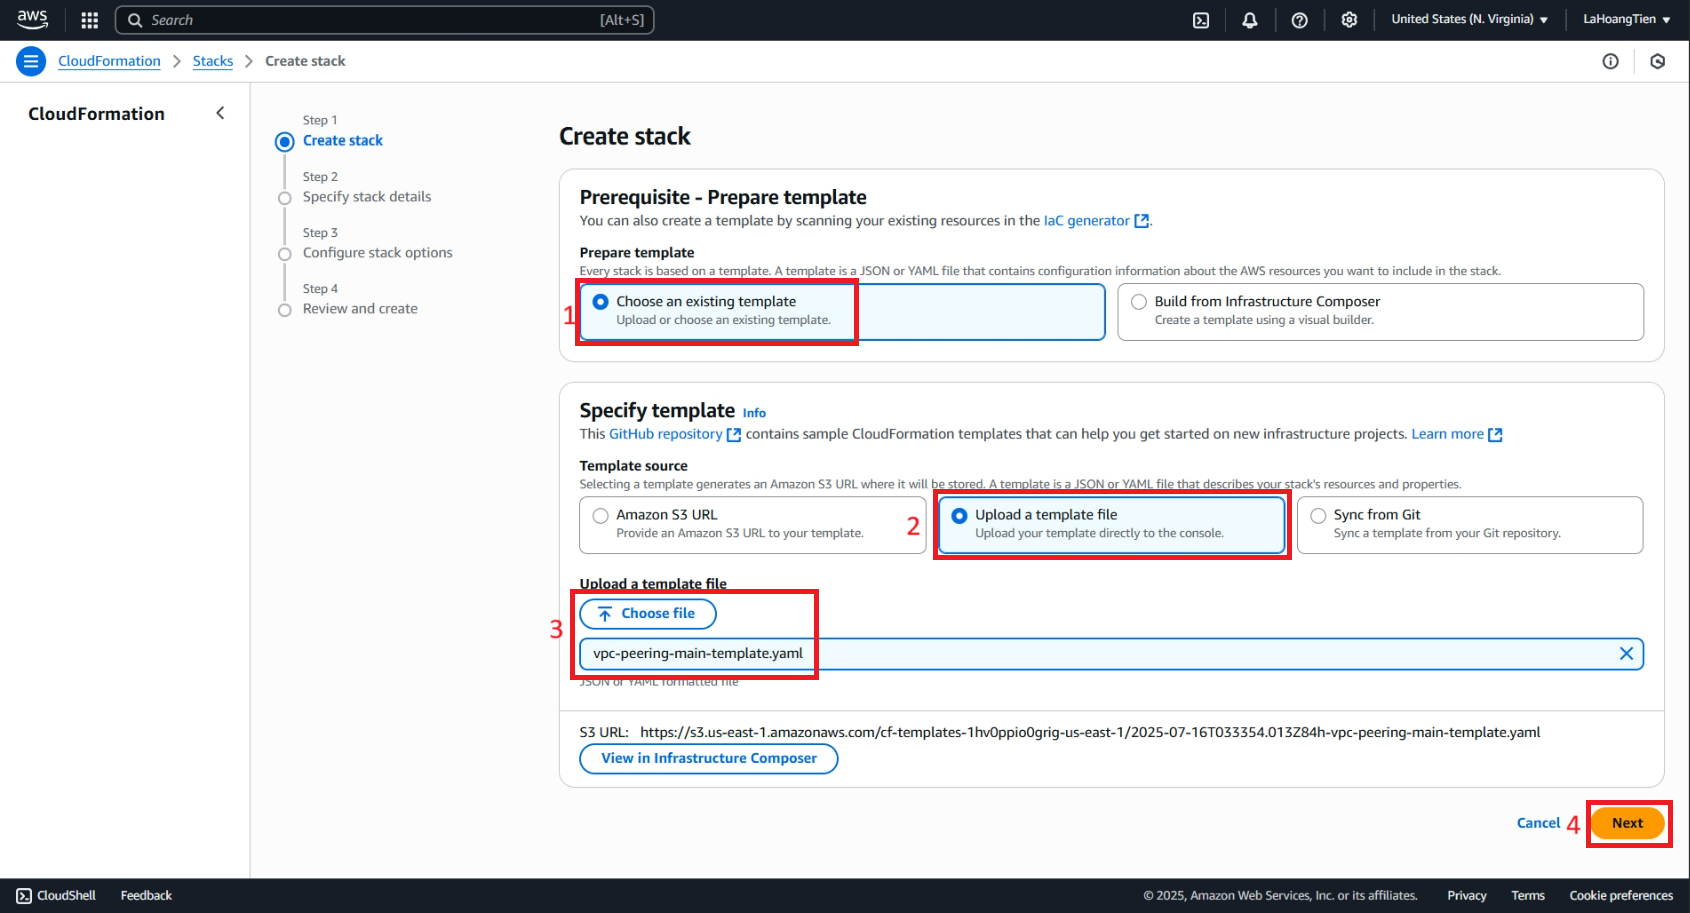 aws
Search [Alt+S]
United States (N. Virginia)
LaHoangTien
CloudFormation
Stacks
Create stack
CloudFormation
Step 1
Create stack
Step 2
Specify stack details
Step 3
Configure stack options
Step 4
Review and create
Create stack
Prerequisite - Prepare template
You can also create a template by scanning your existing resources in the IaC generator.
Prepare template
Every stack is based on a template. A template is a JSON or YAML file that contains configuration information about the AWS resources you want to include in the stack.
1
Choose an existing template
Upload or choose an existing template.
Build from Infrastructure Composer
Create a template using a visual builder.
Specify template Info
This GitHub repository contains sample CloudFormation templates that can help you get started on new infrastructure projects. Learn more
Template source
Selecting a template generates an Amazon S3 URL where it will be stored. A template is a JSON or YAML file that describes your stack's resources and properties.
Amazon S3 URL
Provide an Amazon S3 URL to your template.
2
Upload a template file
Upload your template directly to the console.
Sync from Git
Sync a template from your Git repository.
Upload a template file
3
Choose file
vpc-peering-main-template.yaml
JSON or YAML formatted file
S3 URL: https://s3.us-east-1.amazonaws.com/cf-templates-1hv0ppio0grig-us-east-1/2025-07-16T033354.013Z84h-vpc-peering-main-template.yaml
View in Infrastructure Composer
Cancel
4
Next
CloudShell
Feedback
© 2025, Amazon Web Services, Inc. or its affiliates.
Privacy
Terms
Cookie preferences